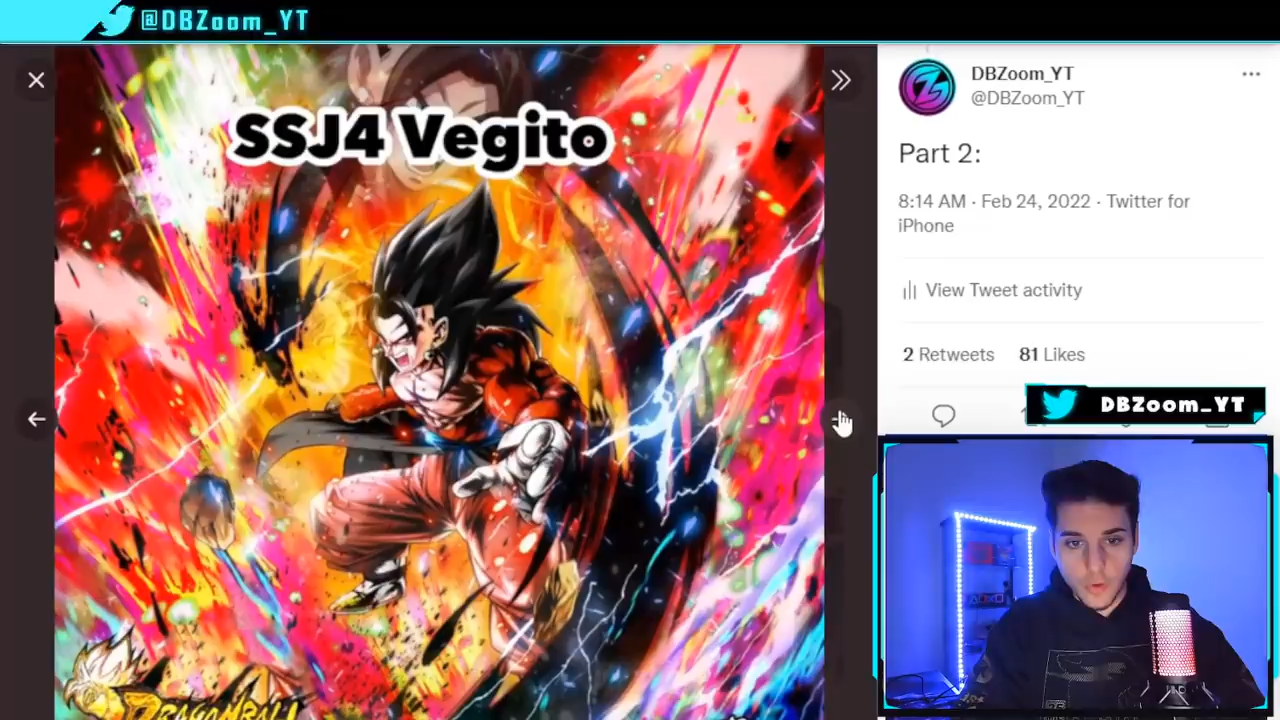 @DBZoom_YT
SSJ4 Vegito
DRAGONBALL
DBZoom_YT
@DBZoom_YT
Part 2:
8:14 AM · Feb 24, 2022 · Twitter for
iPhone
View Tweet activity
2 Retweets 81 Likes
DBZoom_YT